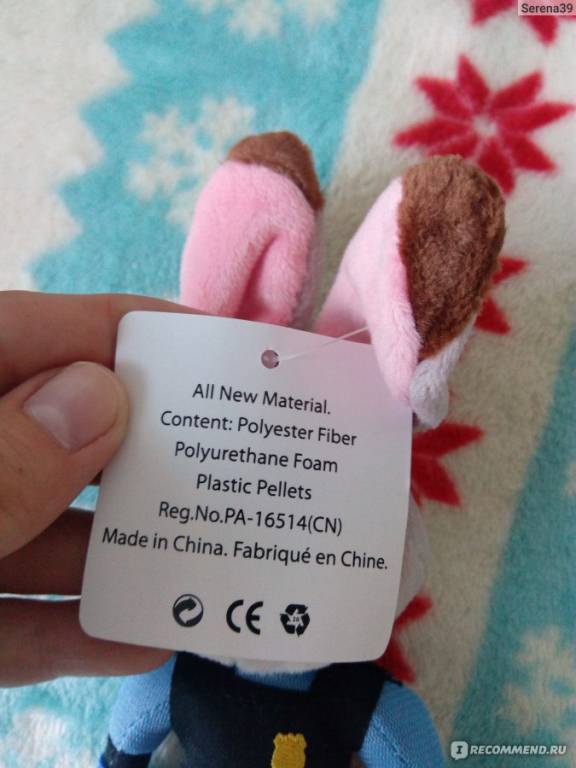 Serena39
All New Material.
Content: Polyester Fiber
Polyurethane Foam
Plastic Pellets
Reg.No.PA-16514(CN)
Made in China. Fabriqué en Chine.
CE
IRECOMMEND.RU